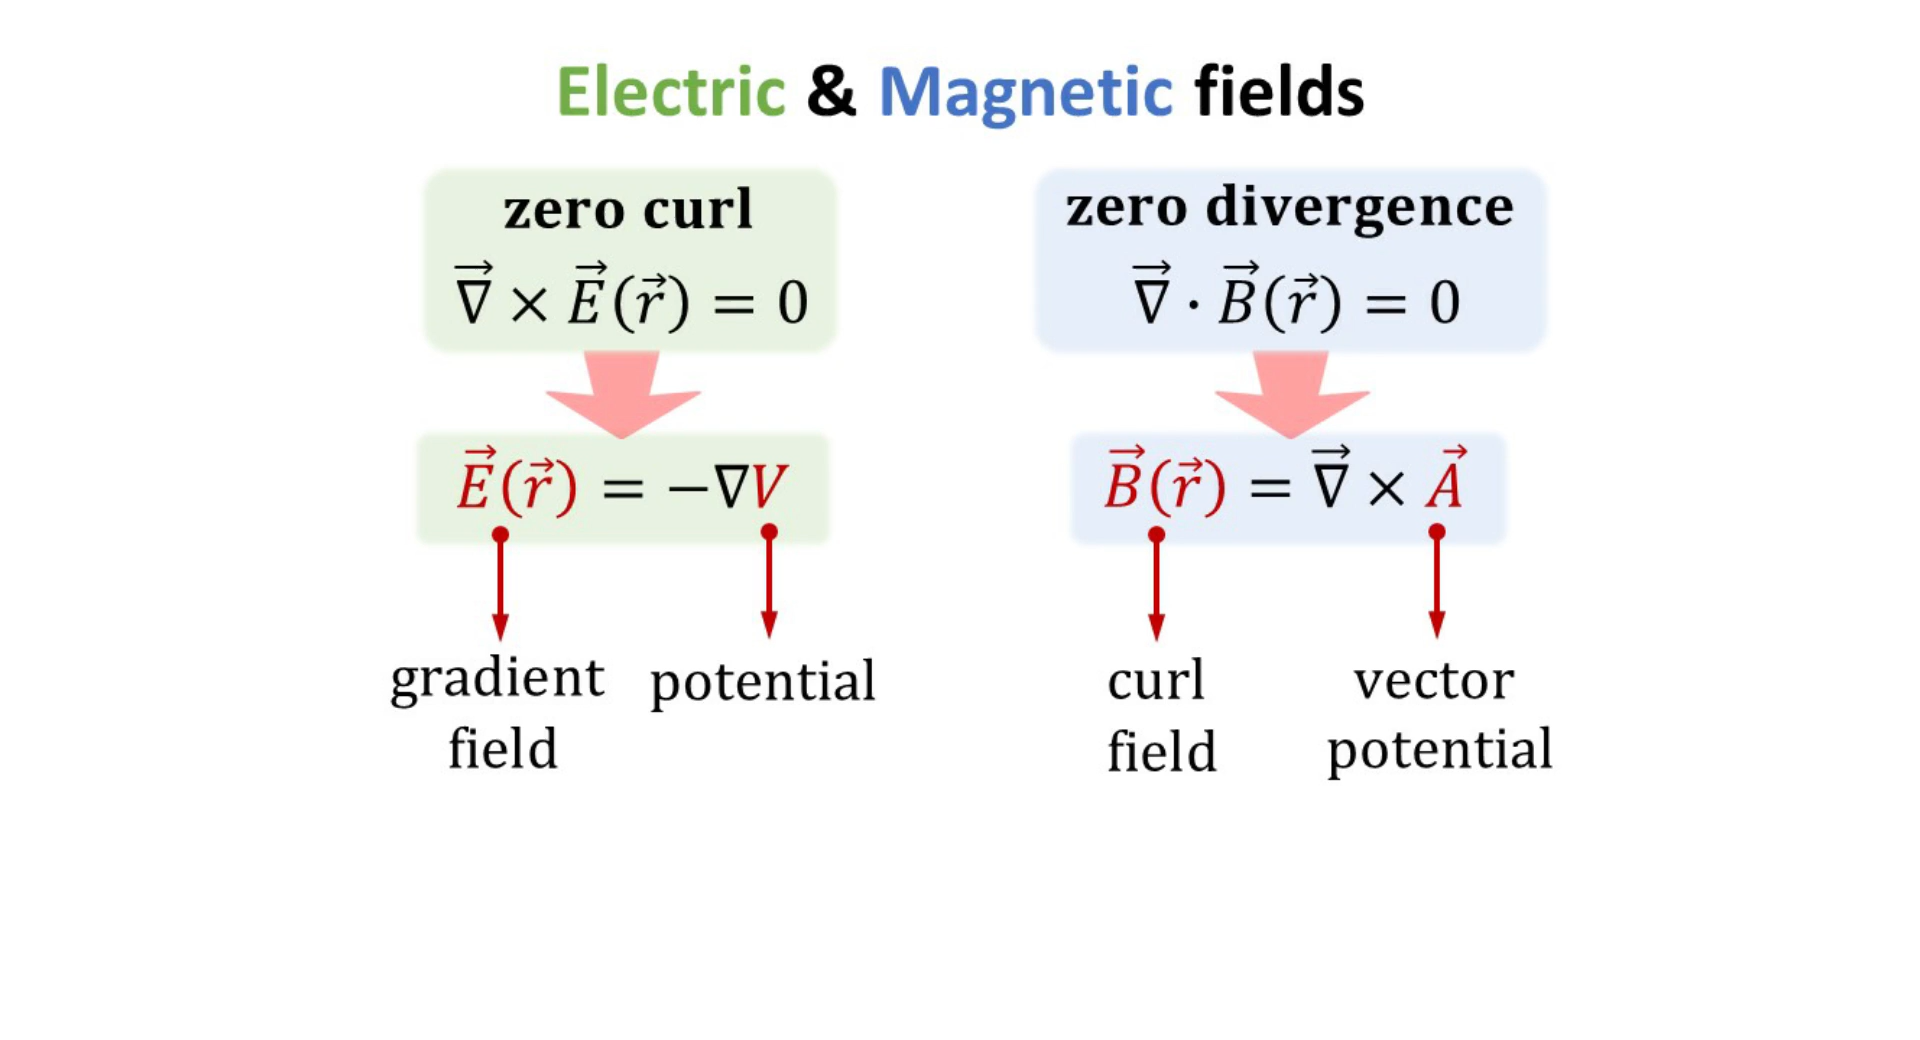 Electric & Magnetic fields
zero curl
∇⃗ × E⃗(r⃗) = 0
E⃗(r⃗) = −∇V
gradient
field
potential
zero divergence
∇⃗ · B⃗(r⃗) = 0
B⃗(r⃗) = ∇⃗ × A⃗
curl
field
vector
potential